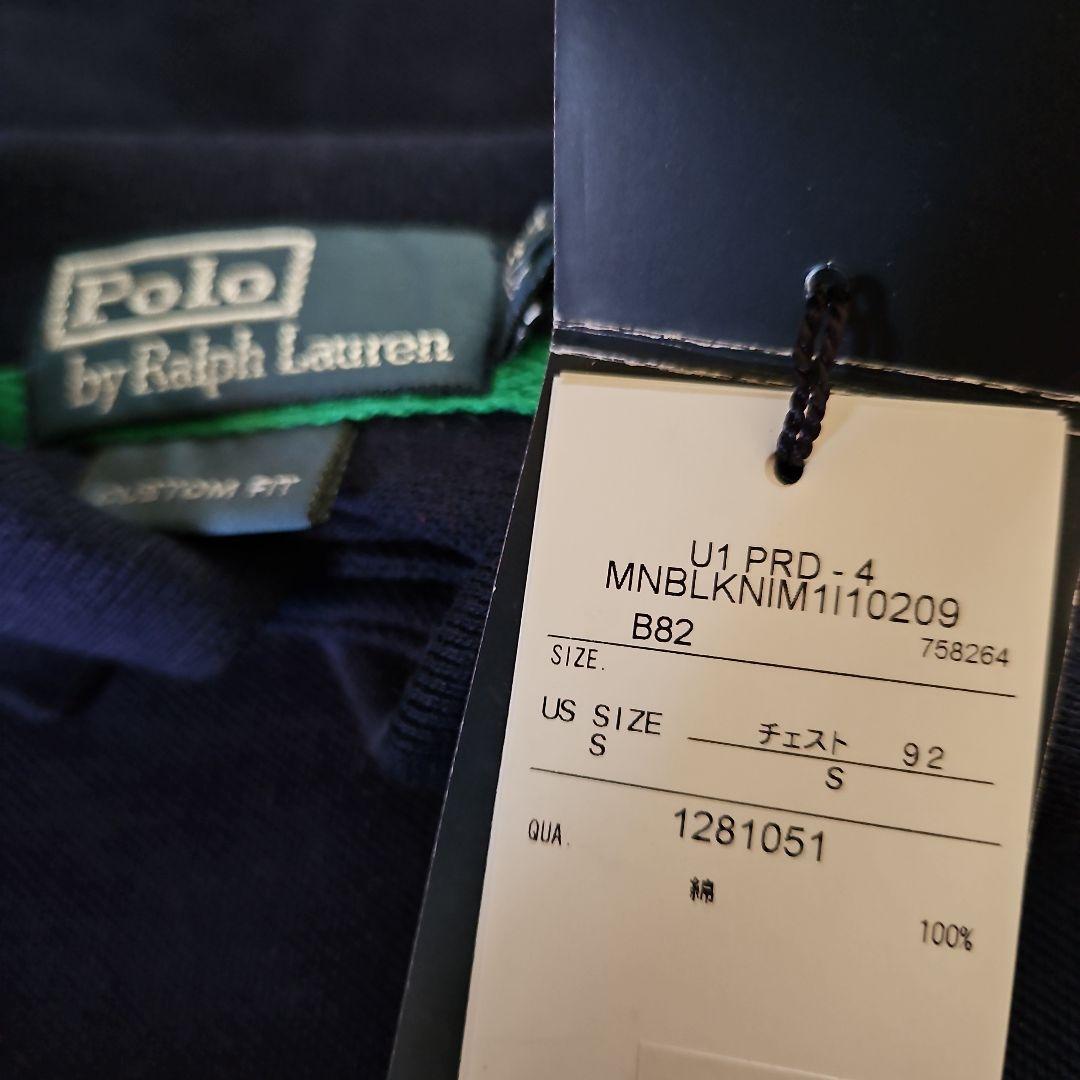 Polo
by Ralph Lauren
CUSTOM FIT
U1 PRD - 4
MNBLKNIM1I10209
B82
758264
SIZE.
US SIZE チェスト 92
S S
1281051
QUA.
綿
100%